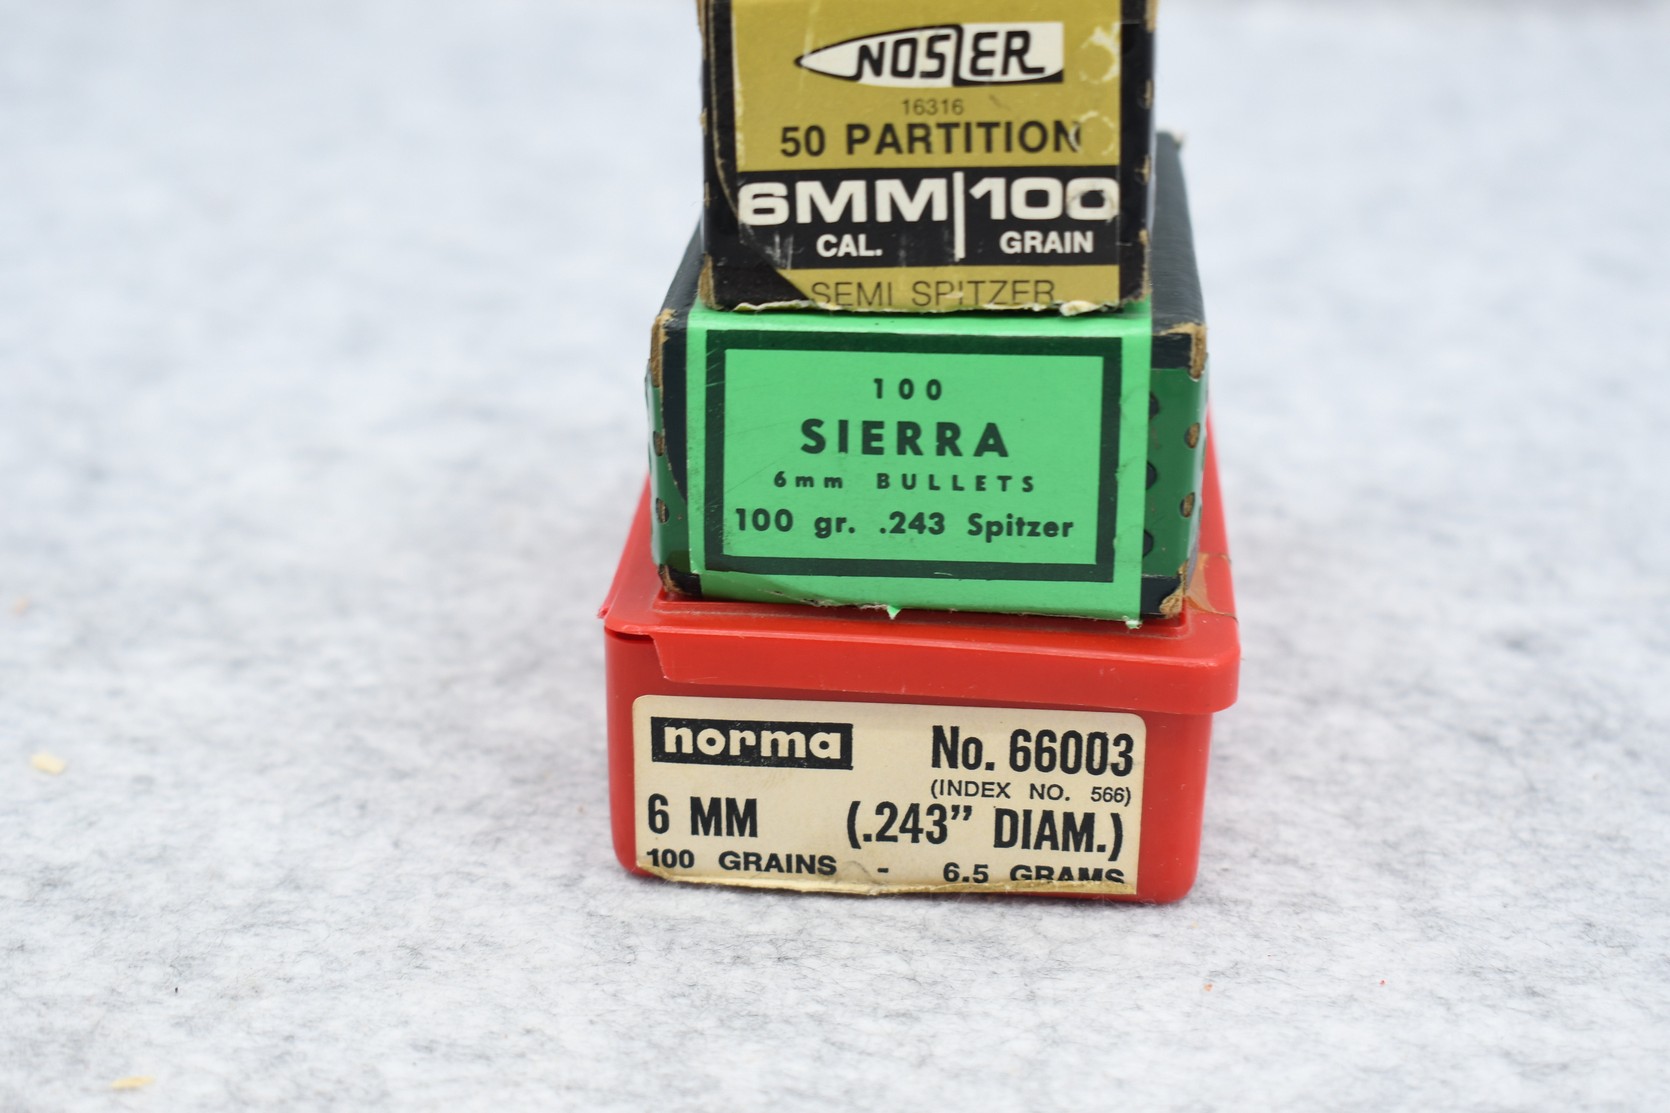 NOSLER
16316
50 PARTITION
6MM|100
CAL. GRAIN
SEMI SPITZER
100
SIERRA
6mm BULLETS
100 gr. .243 Spitzer
norma No. 66003
(INDEX NO. 566)
6 MM (.243” DIAM.)
100 GRAINS - 6.5 GRAMS